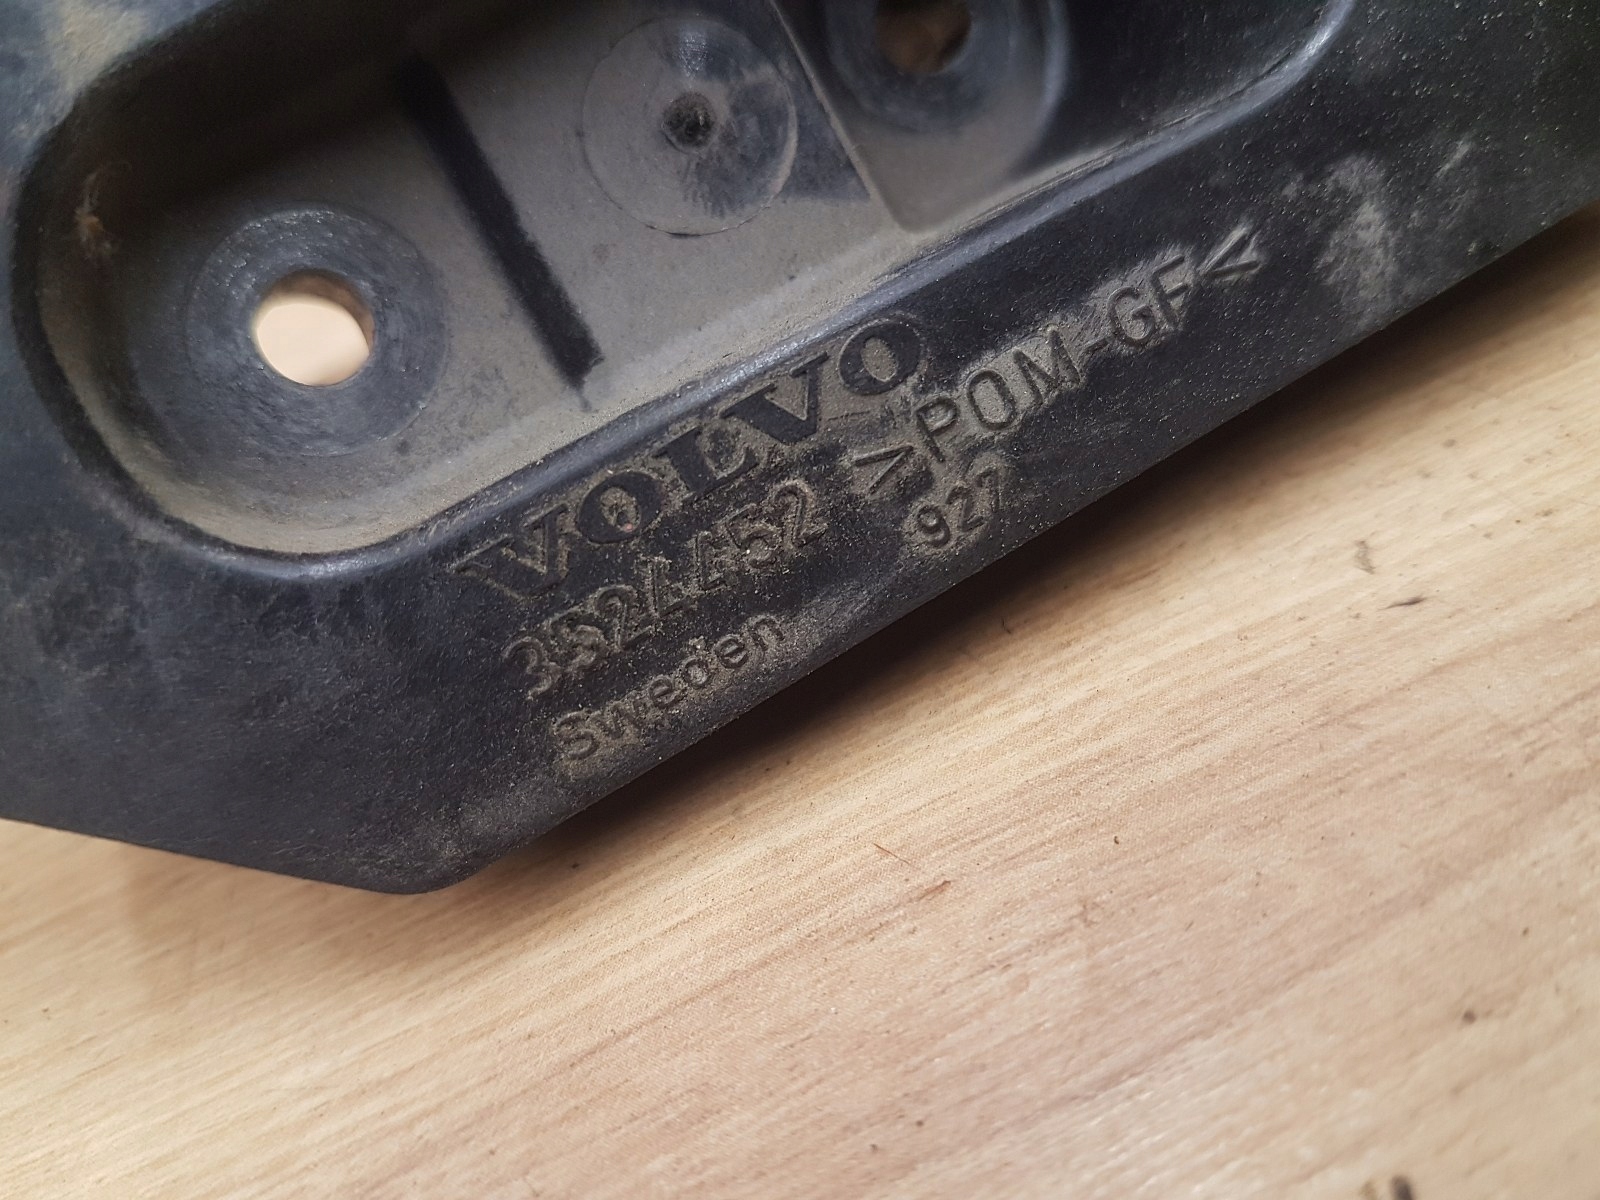 VOLVO
3524452
Sweden
>POM-GF<
927